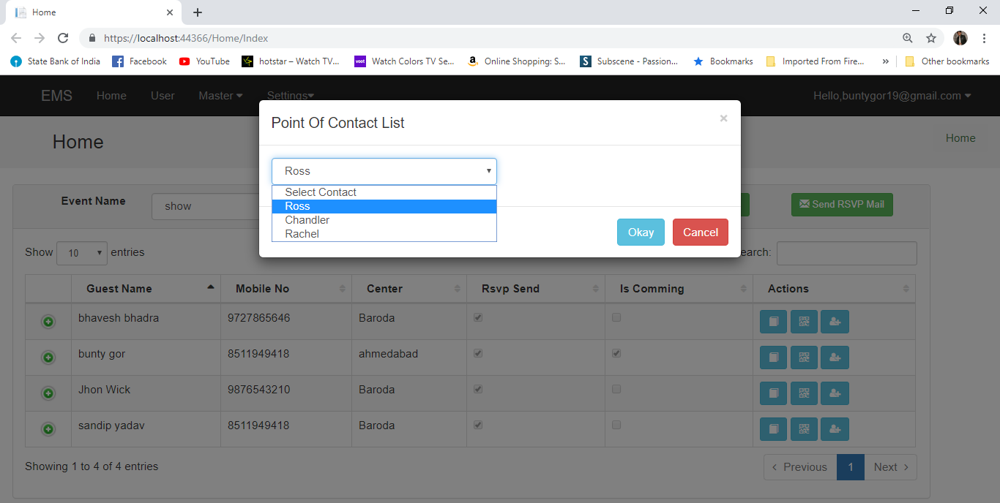 Home
https://localhost:44366/Home/Index
State Bank of India
Facebook
YouTube
hotstar – Watch TV...
voot
Watch Colors TV Se...
a
Online Shopping: S...
S
Subscene - Passion...
Bookmarks
Imported From Fire...
»
Other bookmarks
EMS Home User Master Settings Hello,buntygor19@gmail.com
Home
Home
Point Of Contact List ×
Ross
Select Contact
Ross
Chandler
Rachel
Okay Cancel
Event Name show Send RSVP Mail
Show 10 entries earch:
Guest Name Mobile No Center Rsvp Send Is Comming Actions
bhavesh bhadra 9727865646 Baroda
bunty gor 8511949418 ahmedabad
Jhon Wick 9876543210 Baroda
sandip yadav 8511949418 Baroda
Showing 1 to 4 of 4 entries
Previous 1 Next